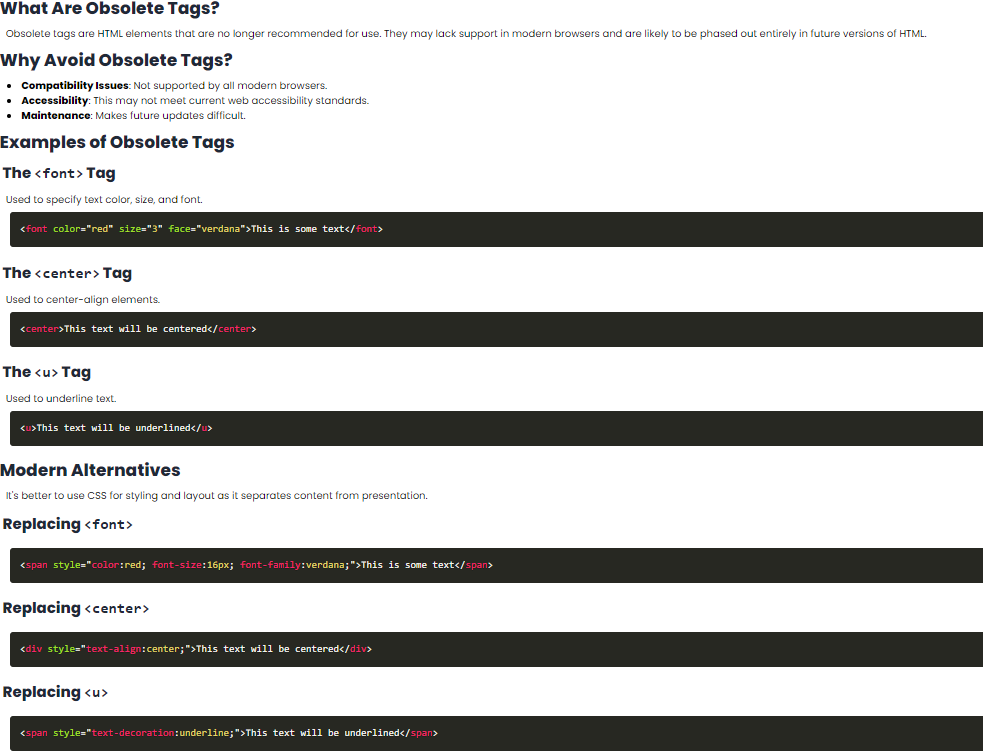 What Are Obsolete Tags?
Obsolete tags are HTML elements that are no longer recommended for use. They may lack support in modern browsers and are likely to be phased out entirely in future versions of HTML.
Why Avoid Obsolete Tags?
• Compatibility Issues: Not supported by all modern browsers.
• Accessibility: This may not meet current web accessibility standards.
• Maintenance: Makes future updates difficult.
Examples of Obsolete Tags
The <font> Tag
Used to specify text color, size, and font.
<font color="red" size="3" face="verdana">This is some text</font>
The <center> Tag
Used to center-align elements.
<center>This text will be centered</center>
The <u> Tag
Used to underline text.
<u>This text will be underlined</u>
Modern Alternatives
It's better to use CSS for styling and layout as it separates content from presentation.
Replacing <font>
<span style="color:red; font-size:16px; font-family:verdana;">This is some text</span>
Replacing <center>
<div style="text-align:center;">This text will be centered</div>
Replacing <u>
<span style="text-decoration:underline;">This text will be underlined</span>